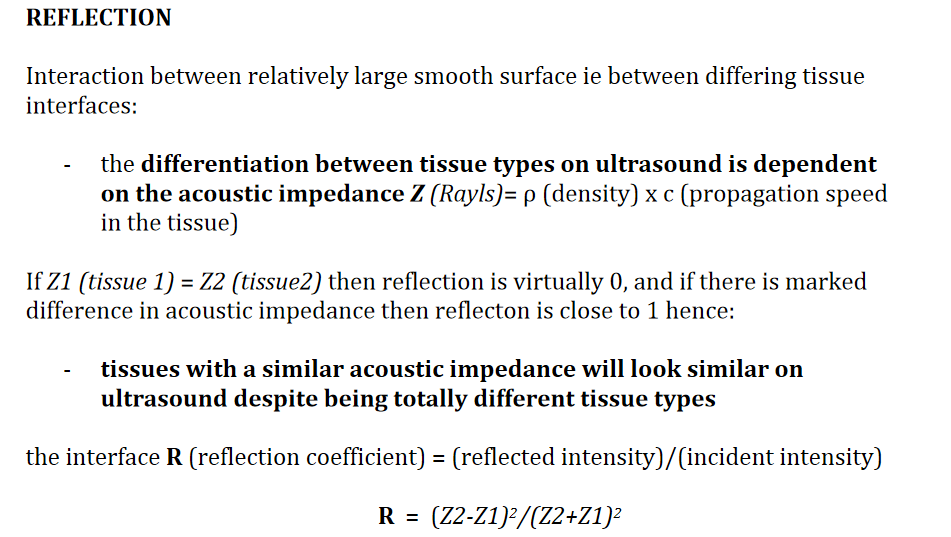 REFLECTION
Interaction between relatively large smooth surface ie between differing tissue
interfaces:
- the differentiation between tissue types on ultrasound is dependent
on the acoustic impedance Z (Rayls)= ρ (density) x c (propagation speed
in the tissue)
If Z1 (tissue 1) = Z2 (tissue2) then reflection is virtually 0, and if there is marked
difference in acoustic impedance then reflecton is close to 1 hence:
- tissues with a similar acoustic impedance will look similar on
ultrasound despite being totally different tissue types
the interface R (reflection coefficient) = (reflected intensity)/(incident intensity)
R = (Z2-Z1)²/(Z2+Z1)²